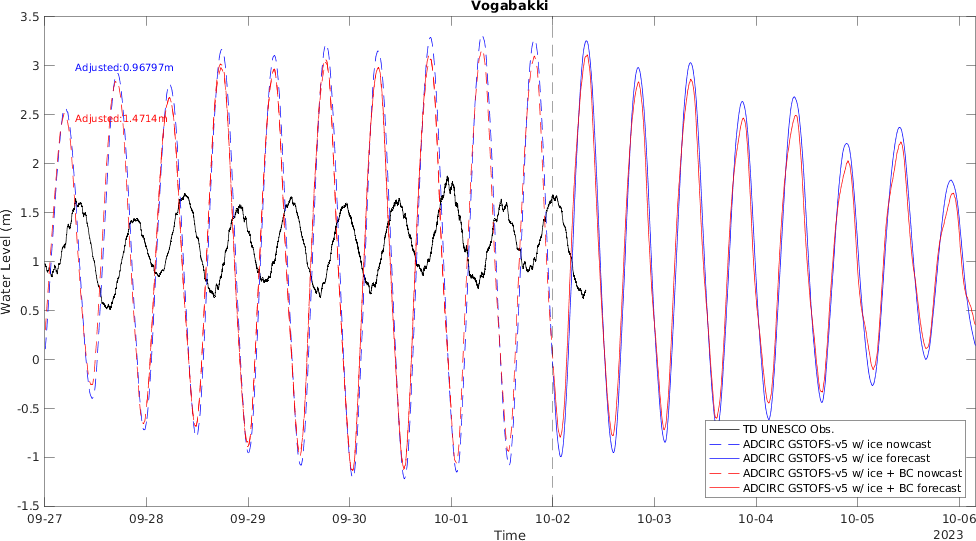 Vogabakki
Water Level (m)
3.5
3
2.5
2
1.5
1
0.5
0
-0.5
-1
-1.5
Adjusted:0.96797m
Adjusted:1.4714m
TD UNESCO Obs.
ADCIRC GSTOFS-v5 w/ ice nowcast
ADCIRC GSTOFS-v5 w/ ice forecast
ADCIRC GSTOFS-v5 w/ ice + BC nowcast
ADCIRC GSTOFS-v5 w/ ice + BC forecast
09-27 09-28 09-29 09-30 10-01 10-02 10-03 10-04 10-05 10-06
Time
2023